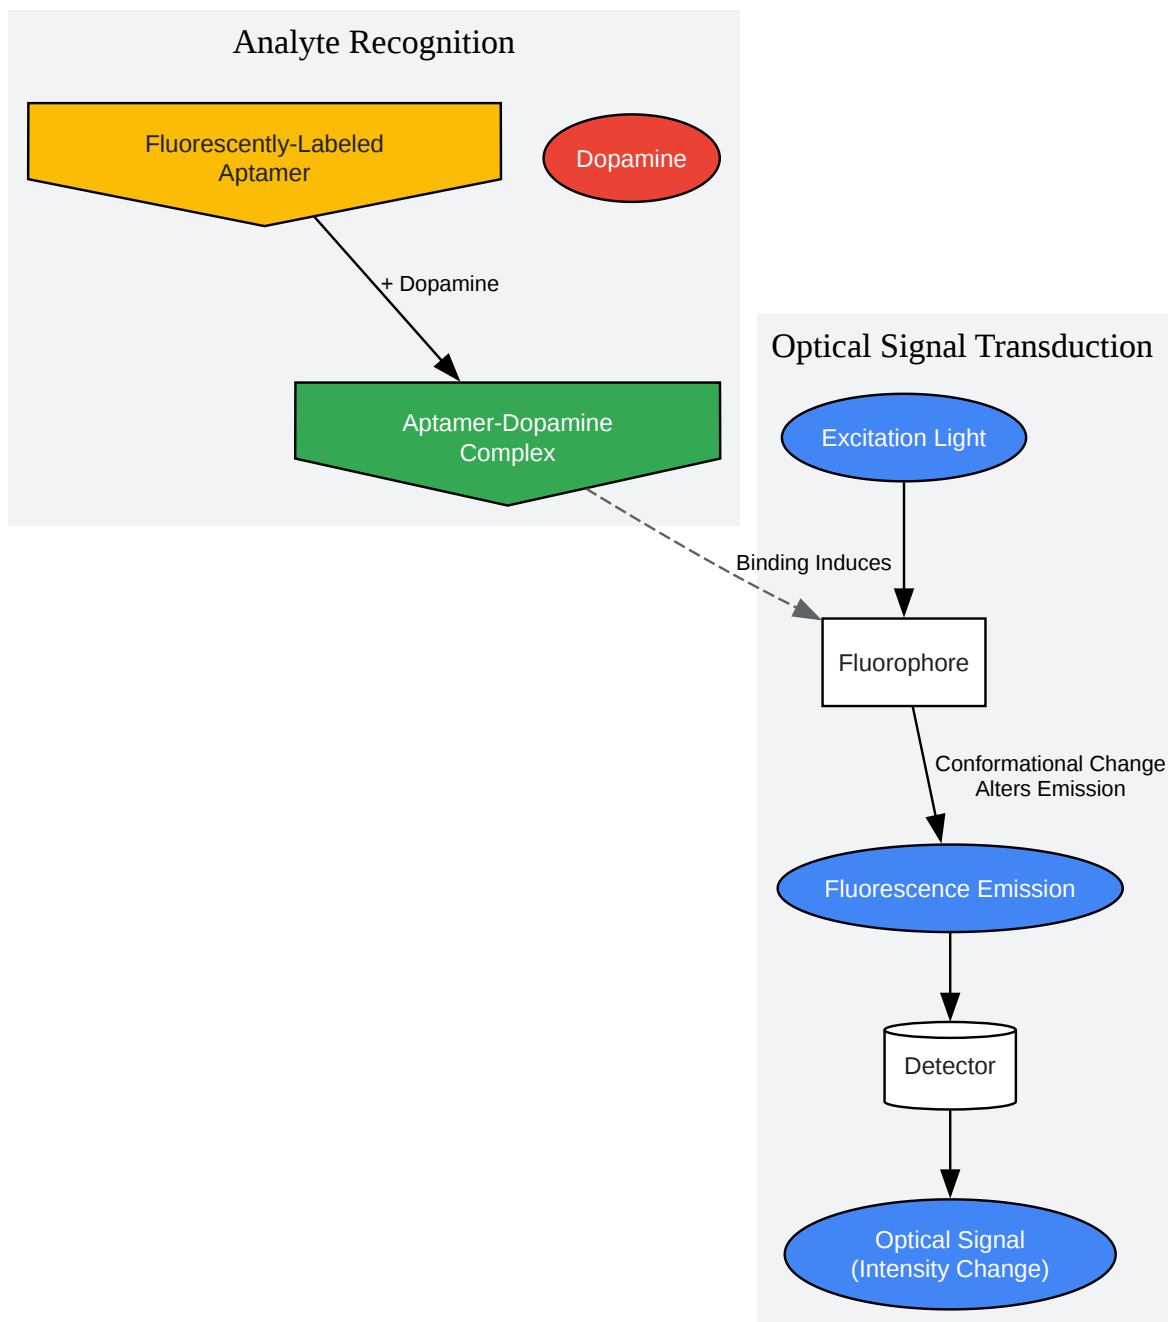 Analyte Recognition
Fluorescently-Labeled
Aptamer
Dopamine
+ Dopamine
Aptamer-Dopamine
Complex
Optical Signal Transduction
Excitation Light
Binding Induces
Fluorophore
Conformational Change
Alters Emission
Fluorescence Emission
Detector
Optical Signal
(Intensity Change)